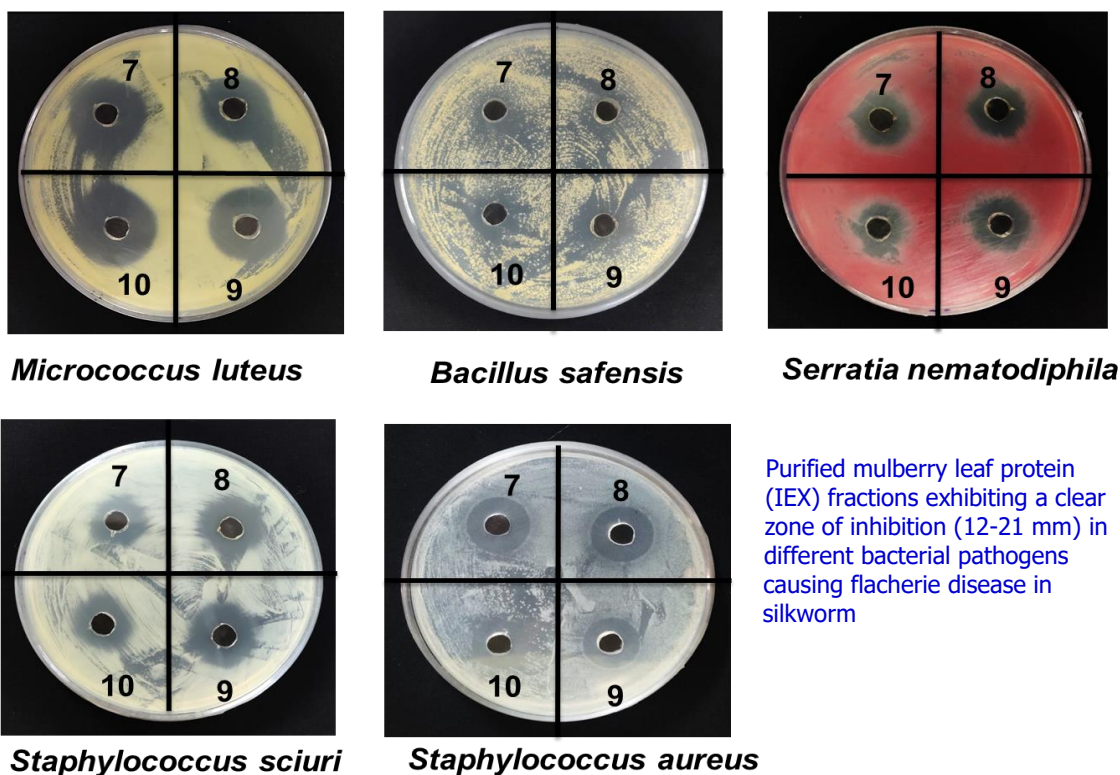 7 8
10 9
Micrococcus luteus
7 8
10 9
Bacillus safensis
7 8
10 9
Serratia nematodiphila
7 8
10 9
Staphylococcus sciuri
7 8
10 9
Staphylococcus aureus
Purified mulberry leaf protein
(IEX) fractions exhibiting a clear
zone of inhibition (12-21 mm) in
different bacterial pathogens
causing flacherie disease in
silkworm